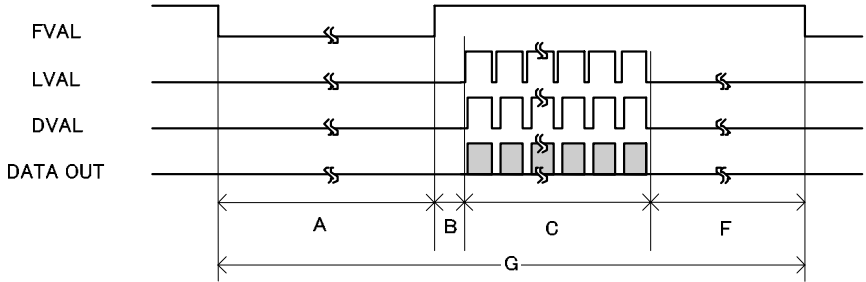 FVAL
LVAL
DVAL
DATA OUT
A B C F
G